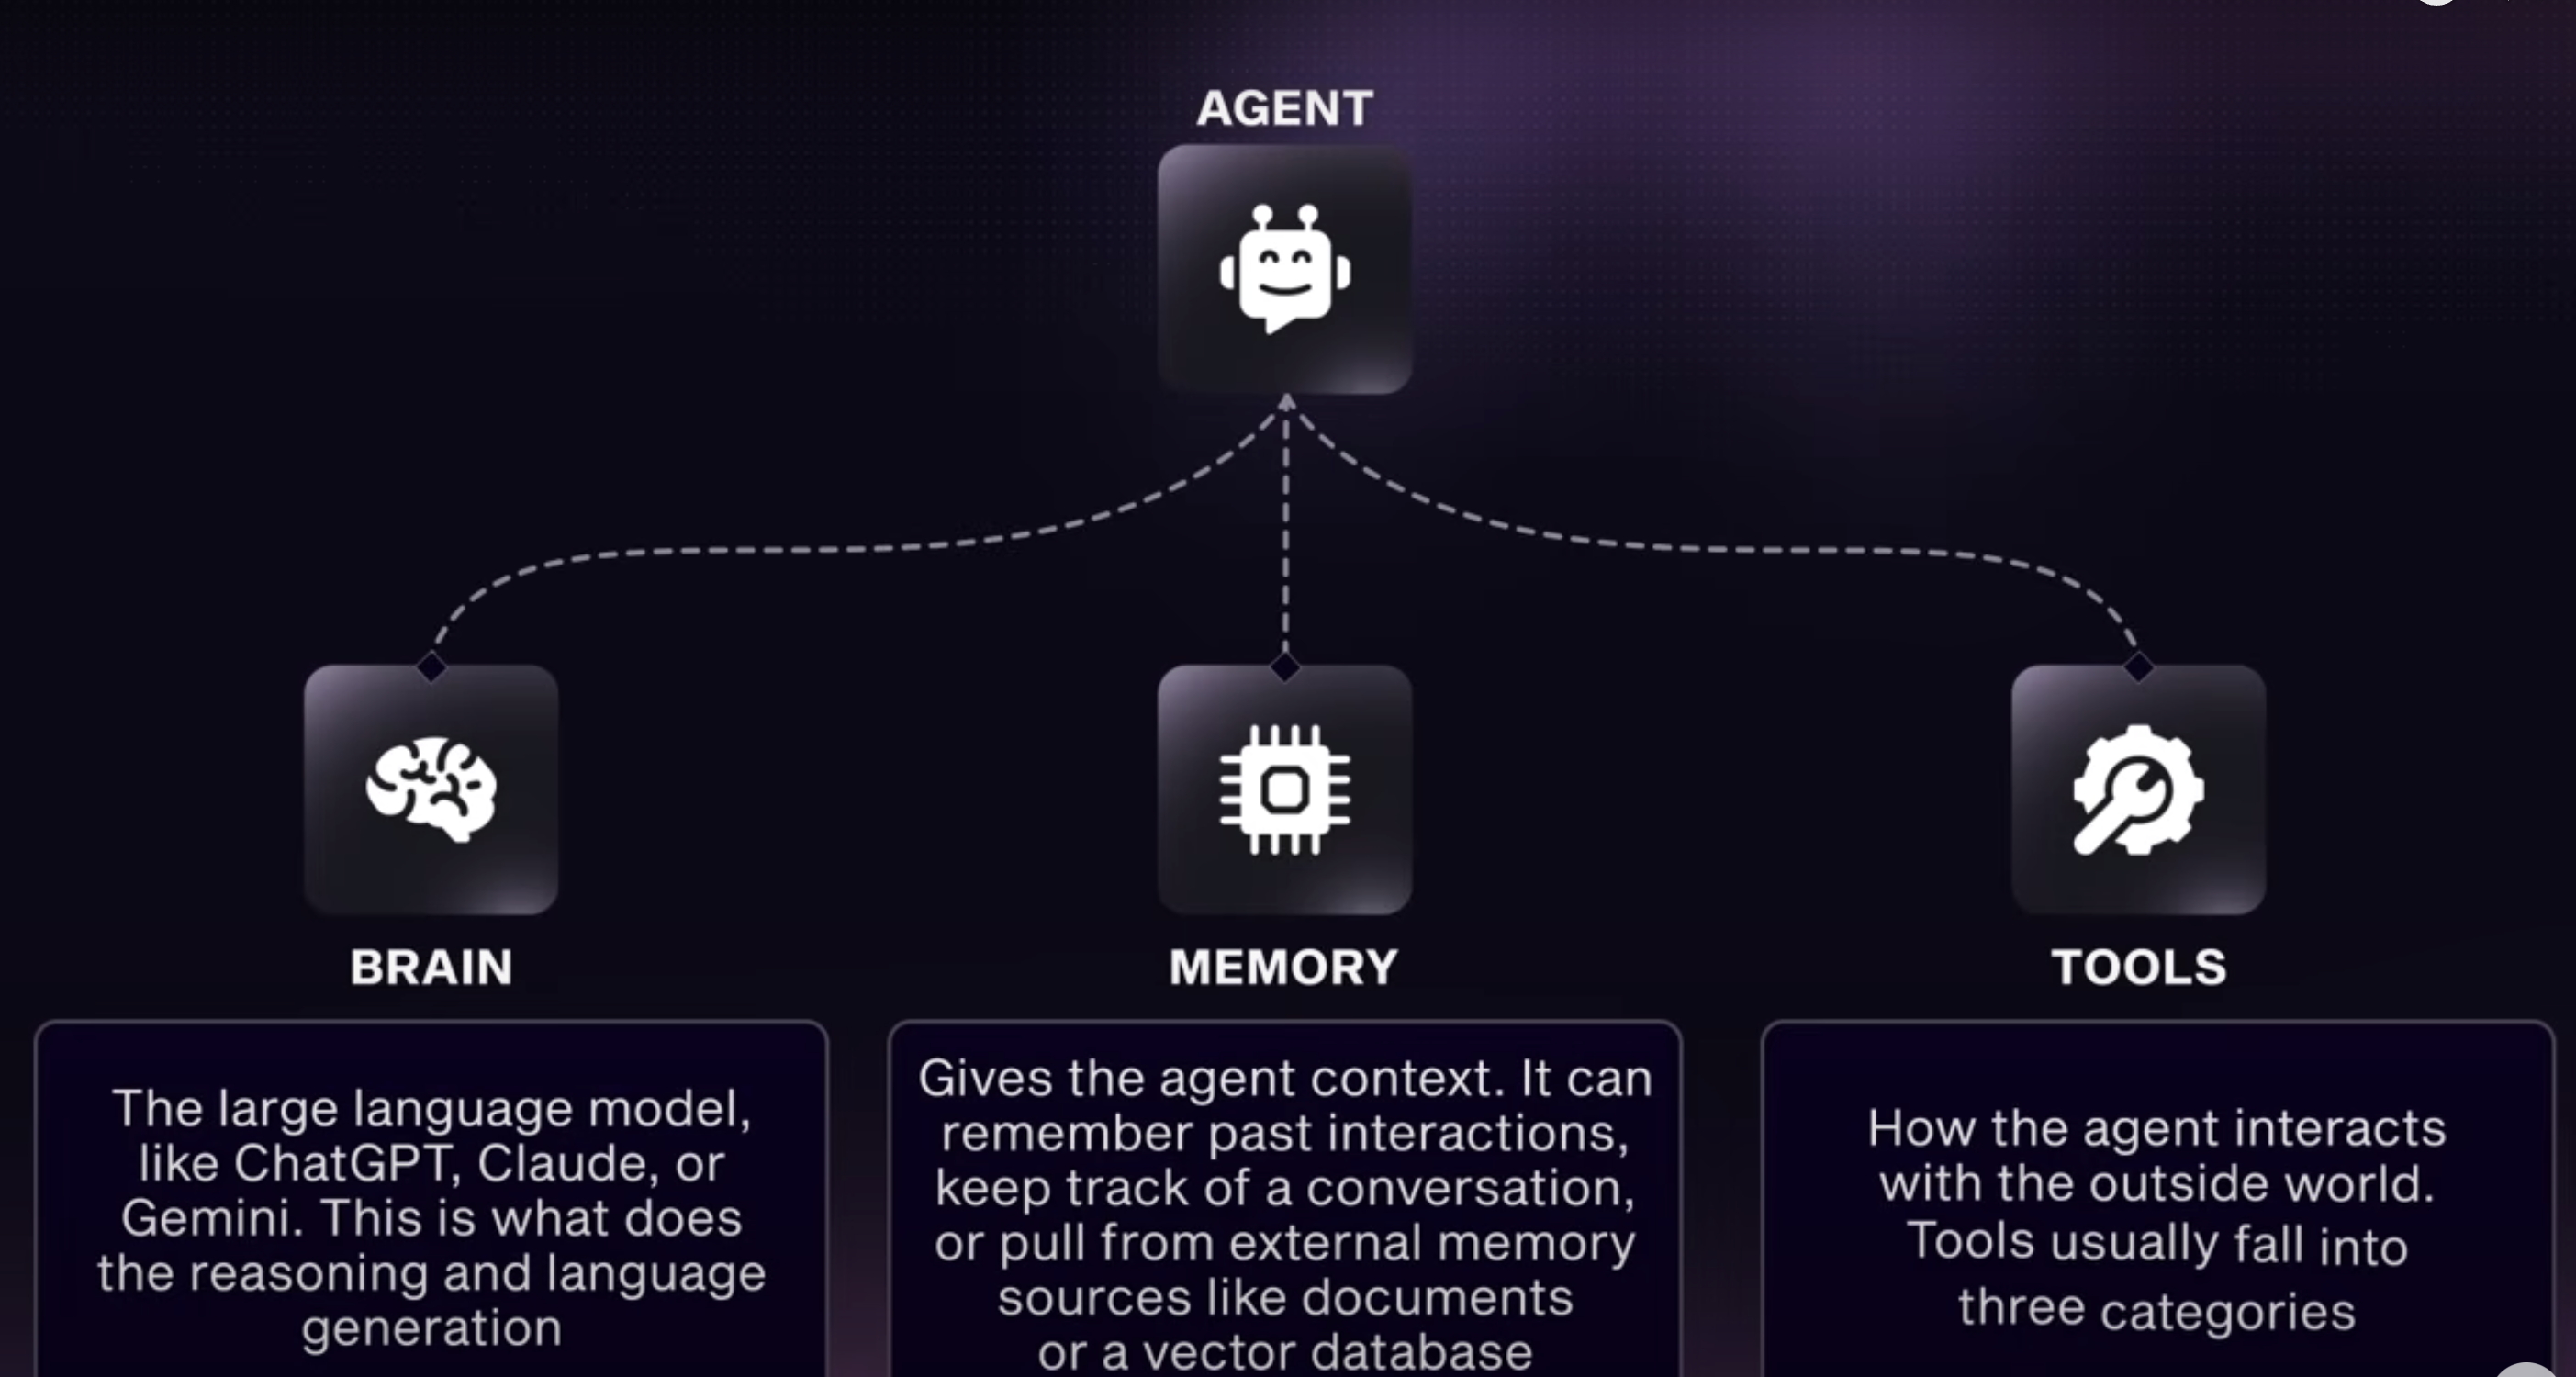 AGENT
BRAIN
MEMORY
TOOLS
The large language model,
like ChatGPT, Claude, or
Gemini. This is what does
the reasoning and language
generation
Gives the agent context. It can
remember past interactions,
keep track of a conversation,
or pull from external memory
sources like documents
or a vector database
How the agent interacts
with the outside world.
Tools usually fall into
three categories